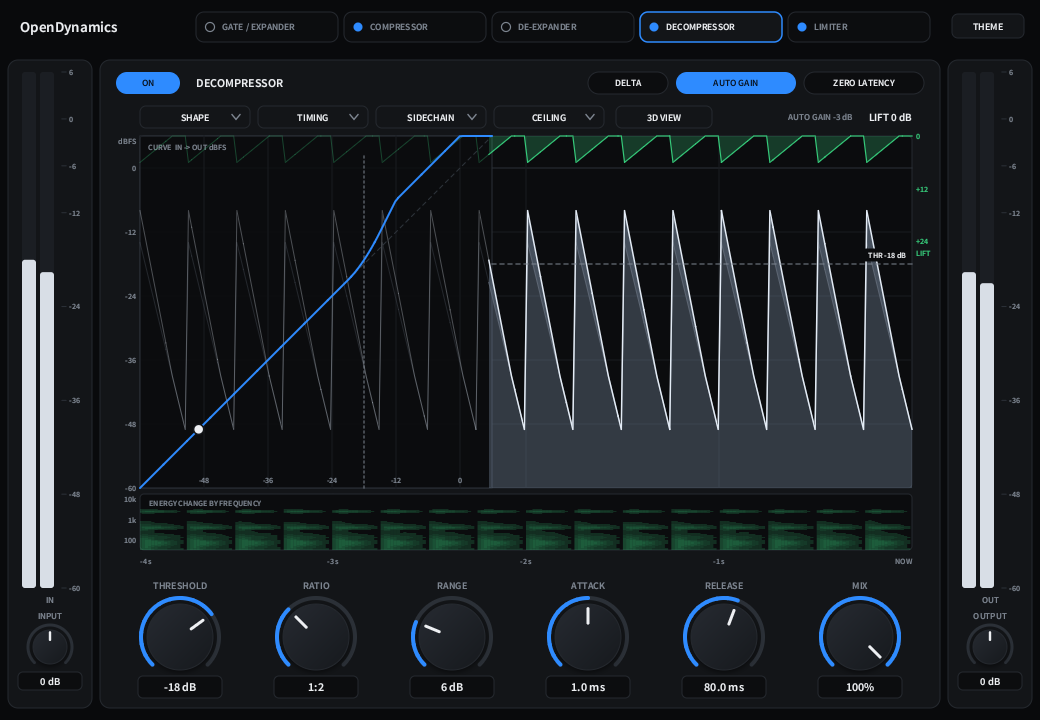 OpenDynamics
GATE / EXPANDER
COMPRESSOR
DE-EXPANDER
DECOMPRESSOR
LIMITER
THEME
ON
DECOMPRESSOR
DELTA
AUTO GAIN
ZERO LATENCY
SHAPE
TIMING
SIDECHAIN
CEILING
3D VIEW
AUTO GAIN -3 dB
LIFT 0 dB
6
0
-6
-12
-24
-36
-48
-60
IN
INPUT
0 dB
dBFS
0
-12
-24
-36
-48
-60
CURVE IN -> OUT dBFS
-48
-36
-24
-12
0
THR -18 dB
0
+12
+24
LIFT
10k
1k
100
ENERGY CHANGE BY FREQUENCY
-4s
-3s
-2s
-1s
NOW
THRESHOLD
RATIO
RANGE
ATTACK
RELEASE
MIX
-18 dB
1:2
6 dB
1.0 ms
80.0 ms
100%
6
0
-6
-12
-24
-36
-48
-60
OUT
OUTPUT
0 dB